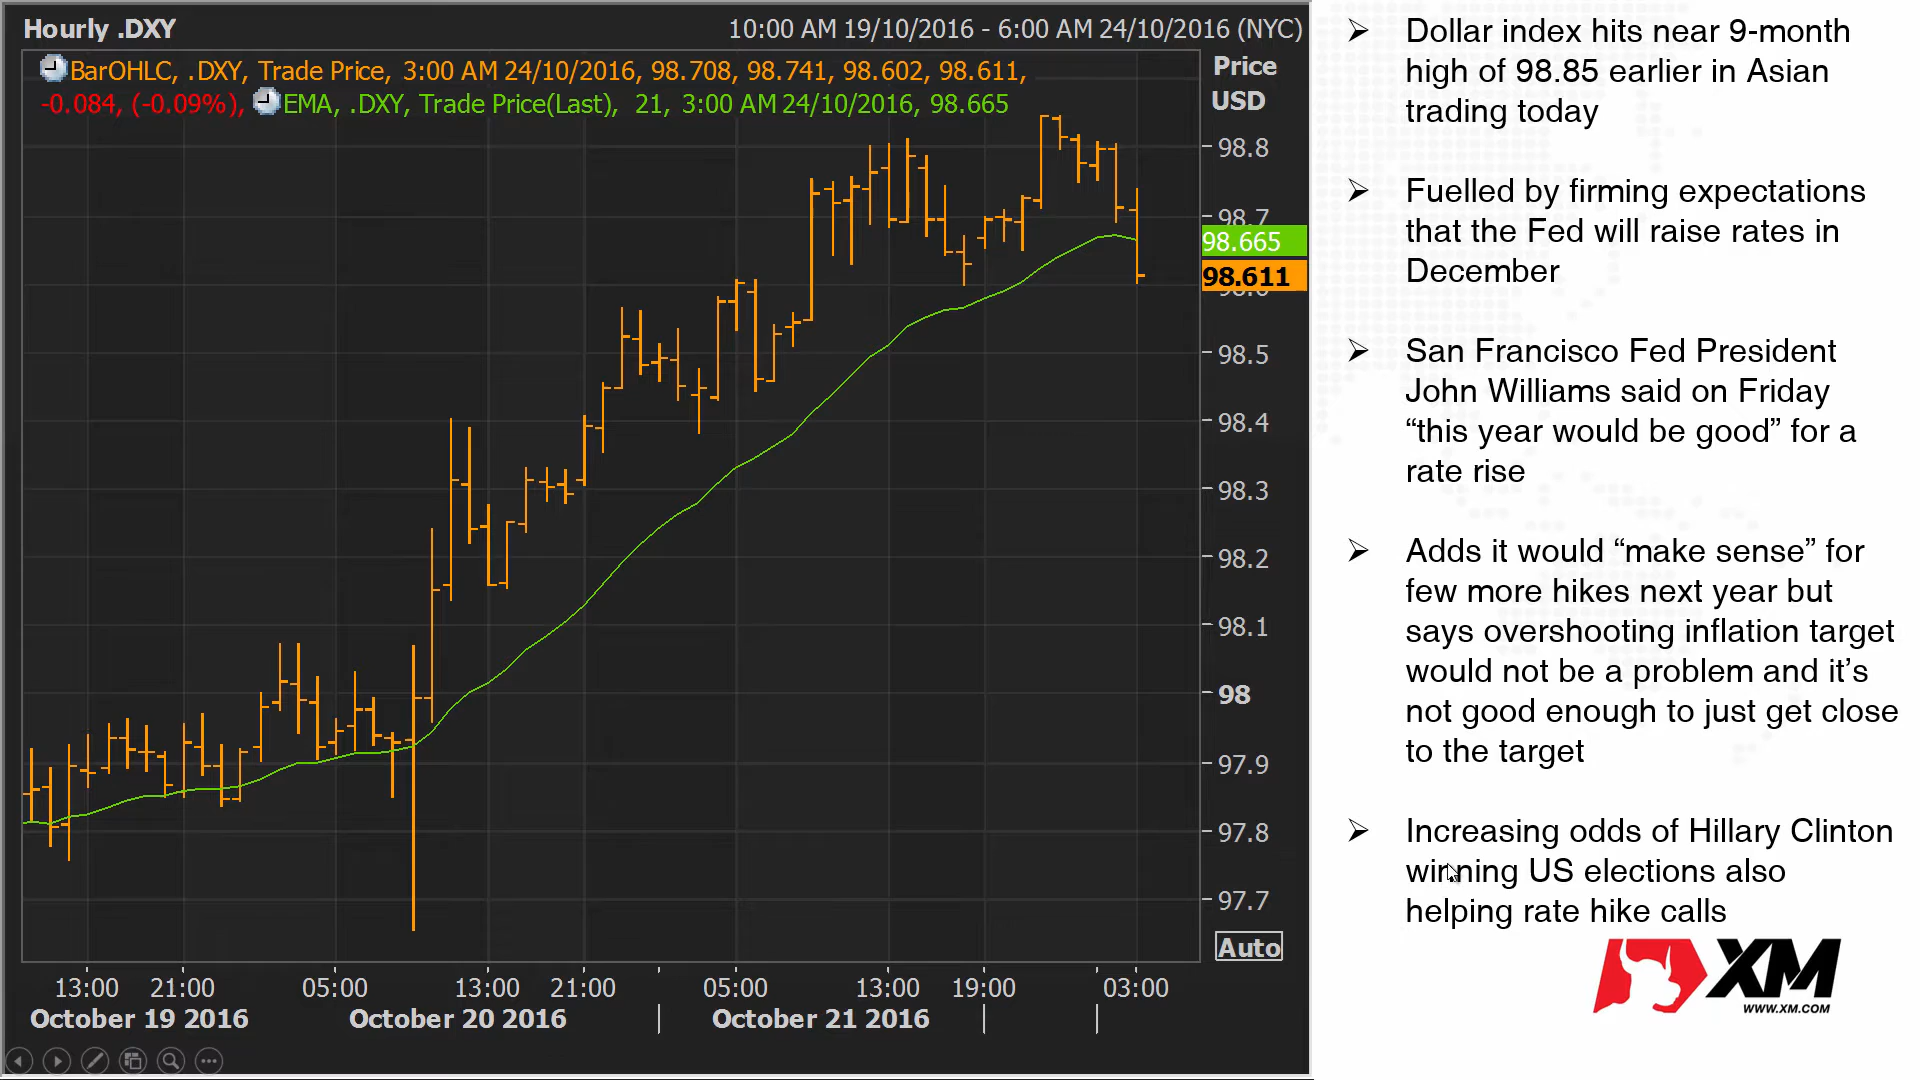 Hourly .DXY
10:00 AM 19/10/2016 - 6:00 AM 24/10/2016 (NYC)
BarOHLC, .DXY, Trade Price, 3:00 AM 24/10/2016, 98.708, 98.741, 98.602, 98.611,
-0.084, (-0.09%), EMA, .DXY, Trade Price(Last), 21, 3:00 AM 24/10/2016, 98.665
Price
USD
98.8
98.7
98.665
98.611
98.6
98.5
98.4
98.3
98.2
98.1
98
97.9
97.8
97.7
Auto
13:00 21:00 05:00 13:00 21:00 05:00 13:00 19:00 03:00
October 19 2016 October 20 2016 October 21 2016
➢ Dollar index hits near 9-month
high of 98.85 earlier in Asian
trading today
➢ Fuelled by firming expectations
that the Fed will raise rates in
December
➢ San Francisco Fed President
John Williams said on Friday
“this year would be good” for a
rate rise
➢ Adds it would “make sense” for
few more hikes next year but
says overshooting inflation target
would not be a problem and it’s
not good enough to just get close
to the target
➢ Increasing odds of Hillary Clinton
winning US elections also
helping rate hike calls
XM
WWW.XM.COM